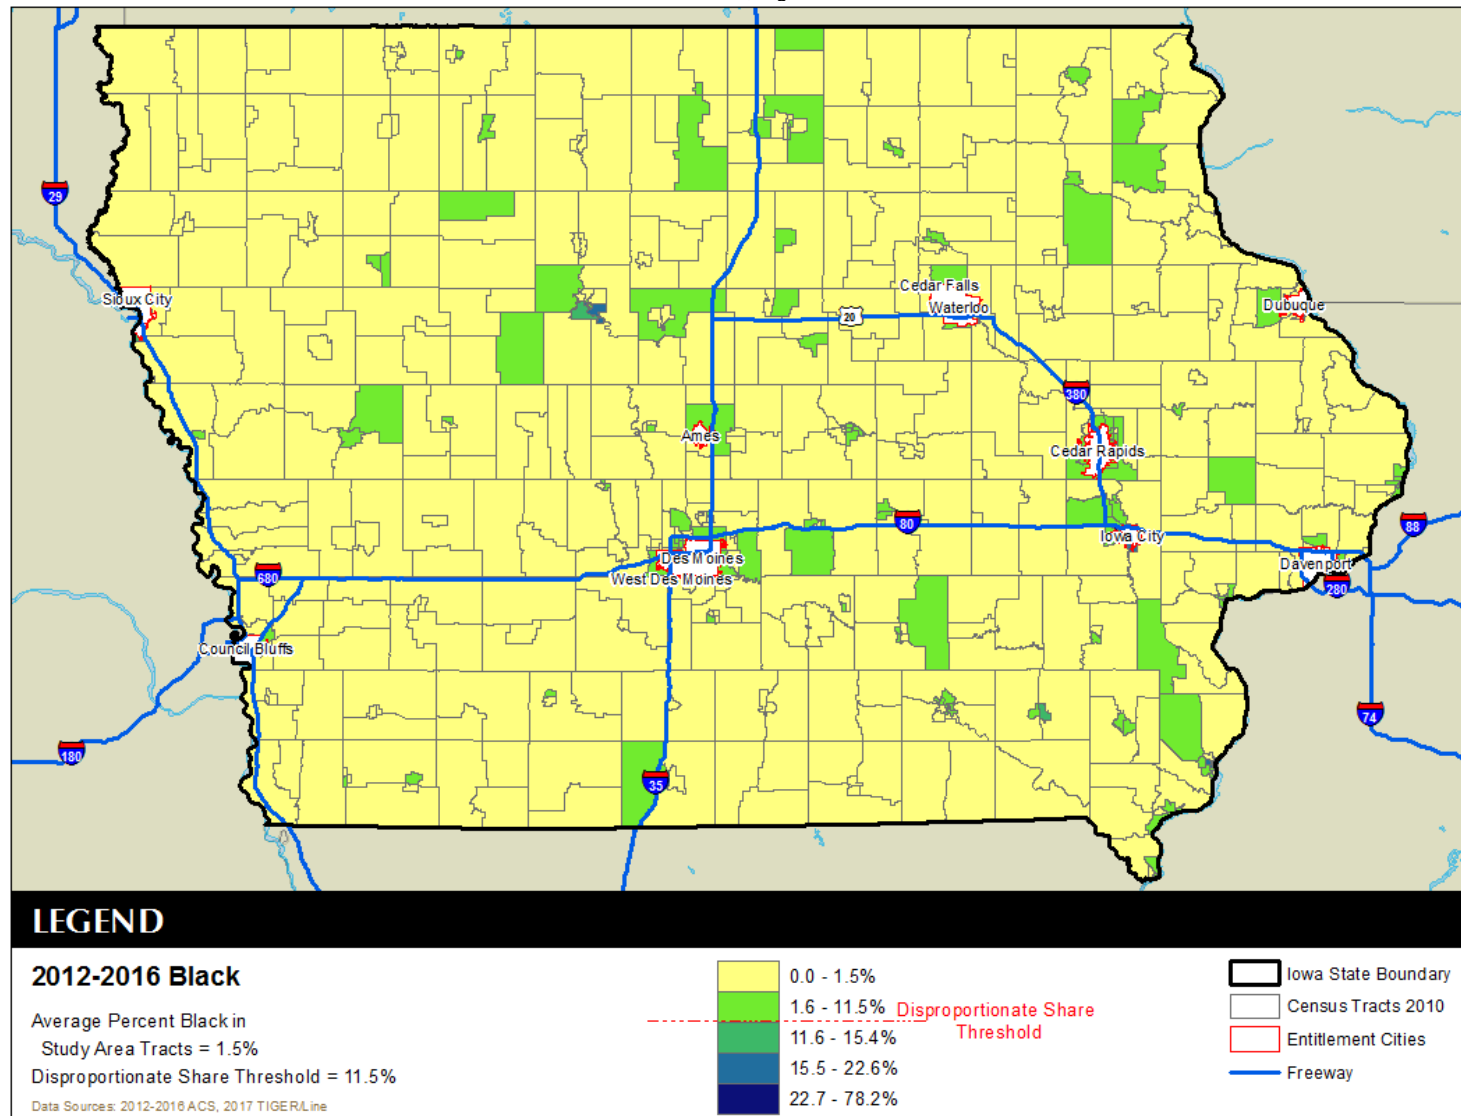 29
Sioux City
Cedar Falls
Waterloo
20
Dubuque
380
Ames
Cedar Rapids
80
88
Iowa City
Des Moines
West Des Moines
Davenport
680
280
Council Bluffs
74
180
35
LEGEND
2012-2016 Black
Average Percent Black in
Study Area Tracts = 1.5%
Disproportionate Share Threshold = 11.5%
Data Sources: 2012-2016 ACS, 2017 TIGER/Line
0.0 - 1.5%
1.6 - 11.5%
Disproportionate Share
Threshold
11.6 - 15.4%
15.5 - 22.6%
22.7 - 78.2%
Iowa State Boundary
Census Tracts 2010
Entitlement Cities
Freeway